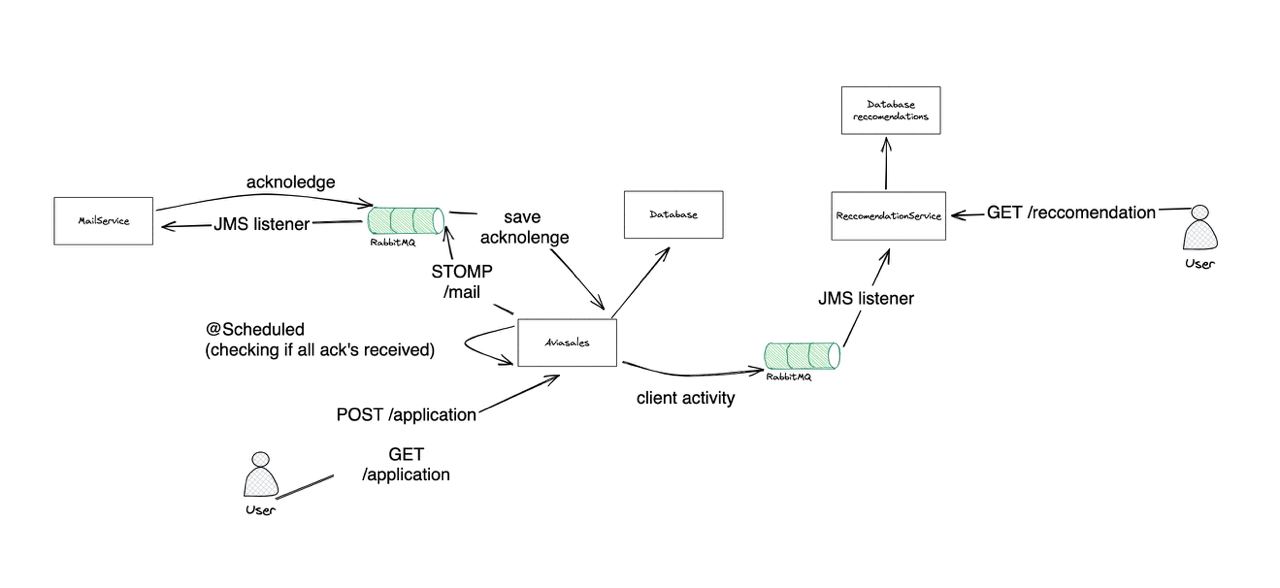 Database
reccomendations
acknoledge
MailService
JMS listener
RabbitMQ
save
acknolenge
Database
ReccomendationService
GET /reccomendation
User
STOMP
/mail
JMS listener
@Scheduled
(checking if all ack's received)
Aviasales
RabbitMQ
client activity
POST /application
GET
/application
User